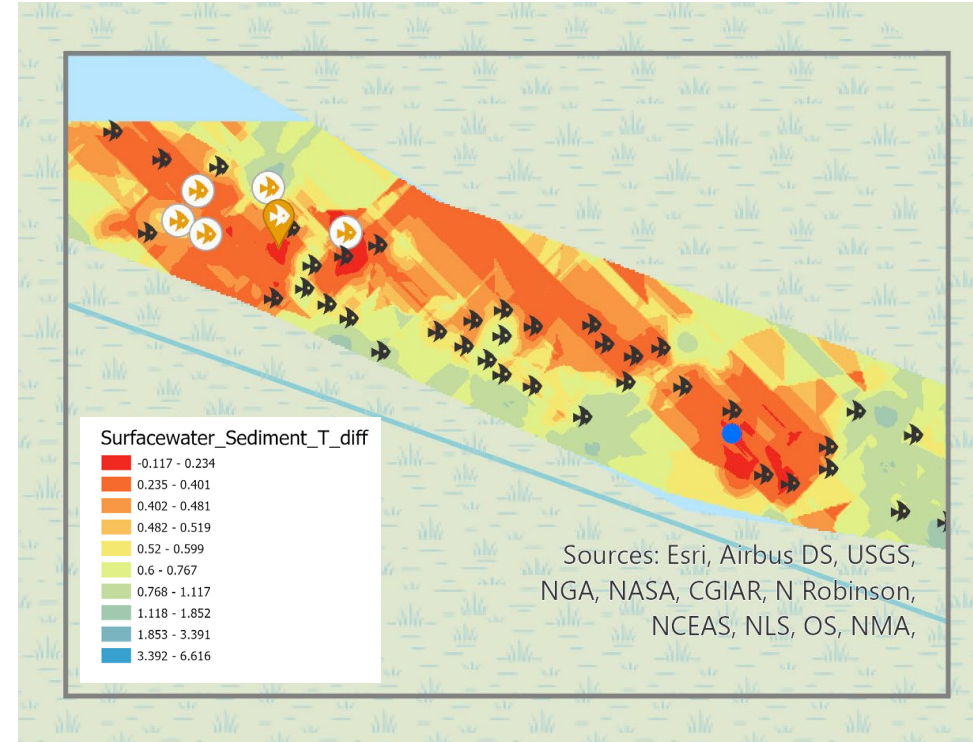 Surfacewater_Sediment_T_diff
-0.117 - 0.234
0.235 - 0.401
0.402 - 0.481
0.482 - 0.519
0.52 - 0.599
0.6 - 0.767
0.768 - 1.117
1.118 - 1.852
1.853 - 3.391
3.392 - 6.616
Sources: Esri, Airbus DS, USGS,
NGA, NASA, CGIAR, N Robinson,
NCEAS, NLS, OS, NMA,